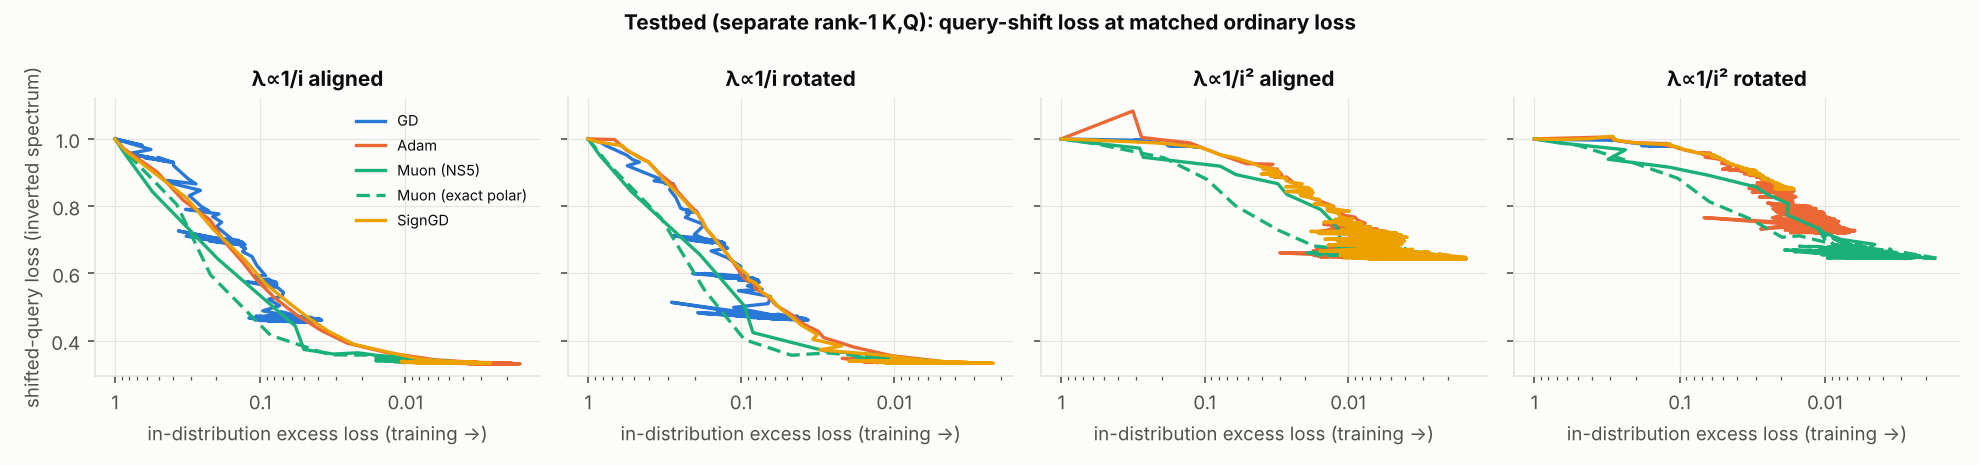 Testbed (separate rank-1 K,Q): query-shift loss at matched ordinary loss
shifted-query loss (inverted spectrum)
λ∝1/i aligned
1.0
0.8
0.6
0.4
GD
Adam
Muon (NS5)
Muon (exact polar)
SignGD
1
0.1
0.01
in-distribution excess loss (training →)
λ∝1/i rotated
1
0.1
0.01
in-distribution excess loss (training →)
λ∝1/i² aligned
1
0.1
0.01
in-distribution excess loss (training →)
λ∝1/i² rotated
1
0.1
0.01
in-distribution excess loss (training →)